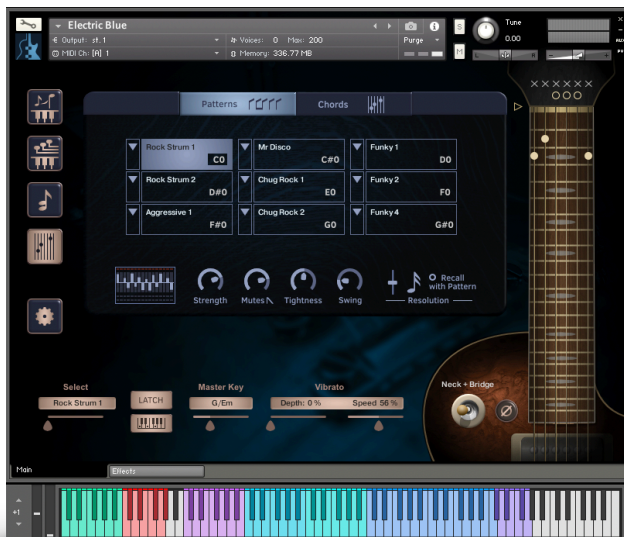 Electric Blue
Output: st.1
Voices: 0 Max: 200
Purge
MIDI Ch: [A] 1
Memory: 336.77 MB
S
M
Tune
0.00
L
R
AUX
Patterns
Chords
Rock Strum 1
C0
Mr Disco
C#0
Funky 1
D0
Rock Strum 2
D#0
Chug Rock 1
E0
Funky 2
F0
Aggressive 1
F#0
Chug Rock 2
G0
Funky 4
G#0
Strength
Mutes
Tightness
Swing
Recall
with Pattern
Resolution
Select
Rock Strum 1
LATCH
Master Key
G/Em
Vibrato
Depth: 0 %
Speed 56 %
Neck + Bridge
Main
Effects
+1